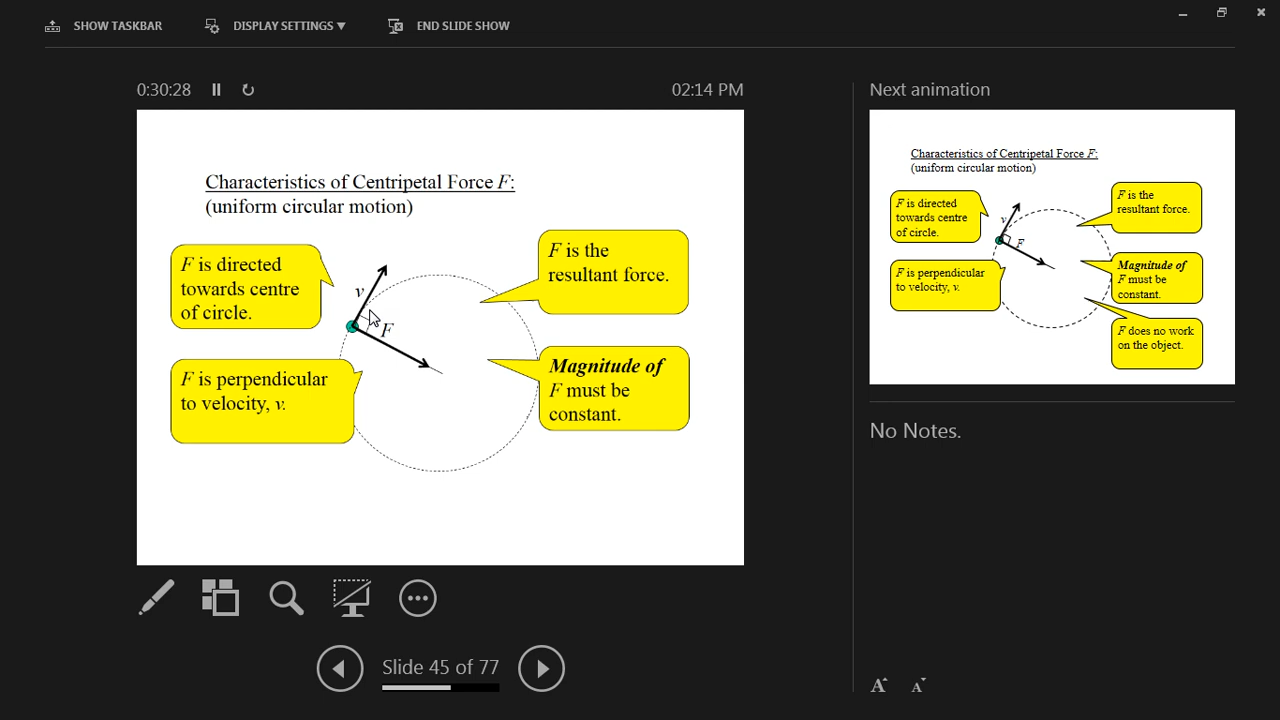 SHOW TASKBAR
DISPLAY SETTINGS ▼
END SLIDE SHOW
0:30:28
02:14 PM
Characteristics of Centripetal Force F:
(uniform circular motion)
F is directed
towards centre
of circle.
F is the
resultant force.
v
F
F is perpendicular
to velocity, v.
Magnitude of
F must be
constant.
Slide 45 of 77
Next animation
Characteristics of Centripetal Force F:
(uniform circular motion)
F is directed
towards centre
of circle.
F is the
resultant force.
v
F
F is perpendicular
to velocity, v.
Magnitude of
F must be
constant.
F does no work
on the object.
No Notes.
A A